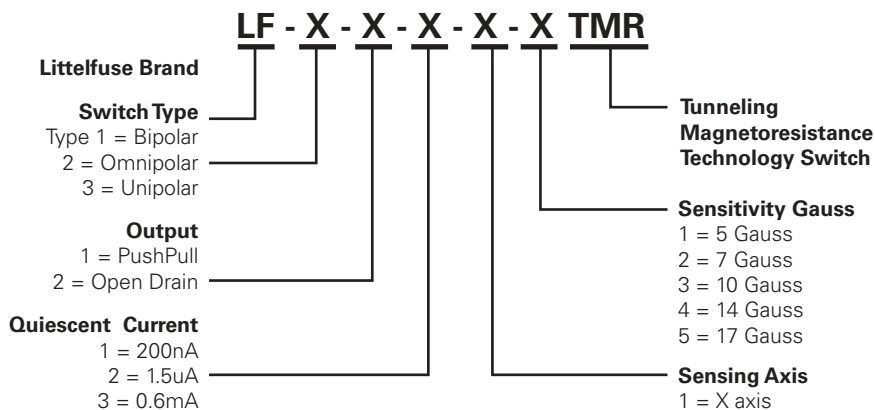 LF - X - X - X - X - X TMR
Littelfuse Brand
Switch Type
Type 1 = Bipolar
2 = Omnipolar
3 = Unipolar
Output
1 = PushPull
2 = Open Drain
Quiescent Current
1 = 200nA
2 = 1.5uA
3 = 0.6mA
Tunneling
Magnetoresistance
Technology Switch
Sensitivity Gauss
1 = 5 Gauss
2 = 7 Gauss
3 = 10 Gauss
4 = 14 Gauss
5 = 17 Gauss
Sensing Axis
1 = X axis